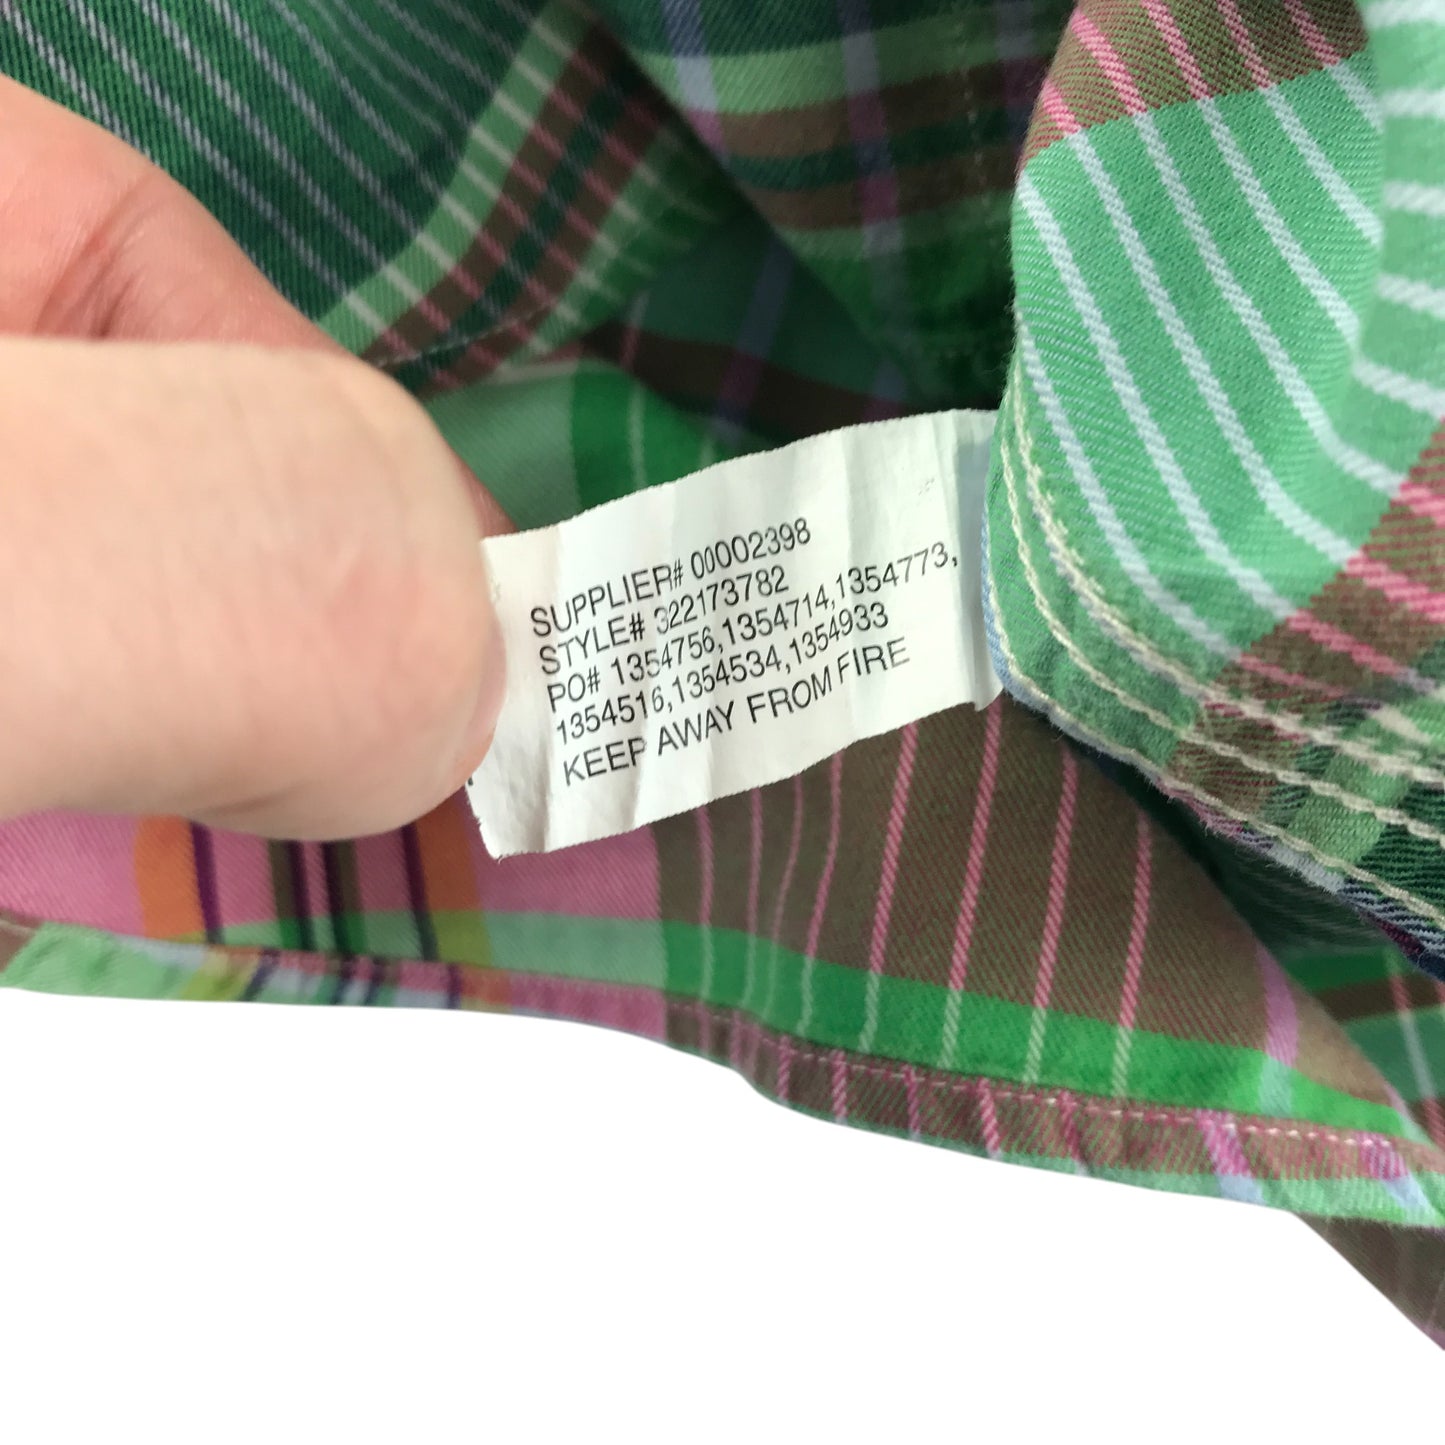 SUPPLIER# 00002398
STYLE# 322173782
PO# 1354756,1354714,1354773,
1354516,1354534,1354933
KEEP AWAY FROM FIRE